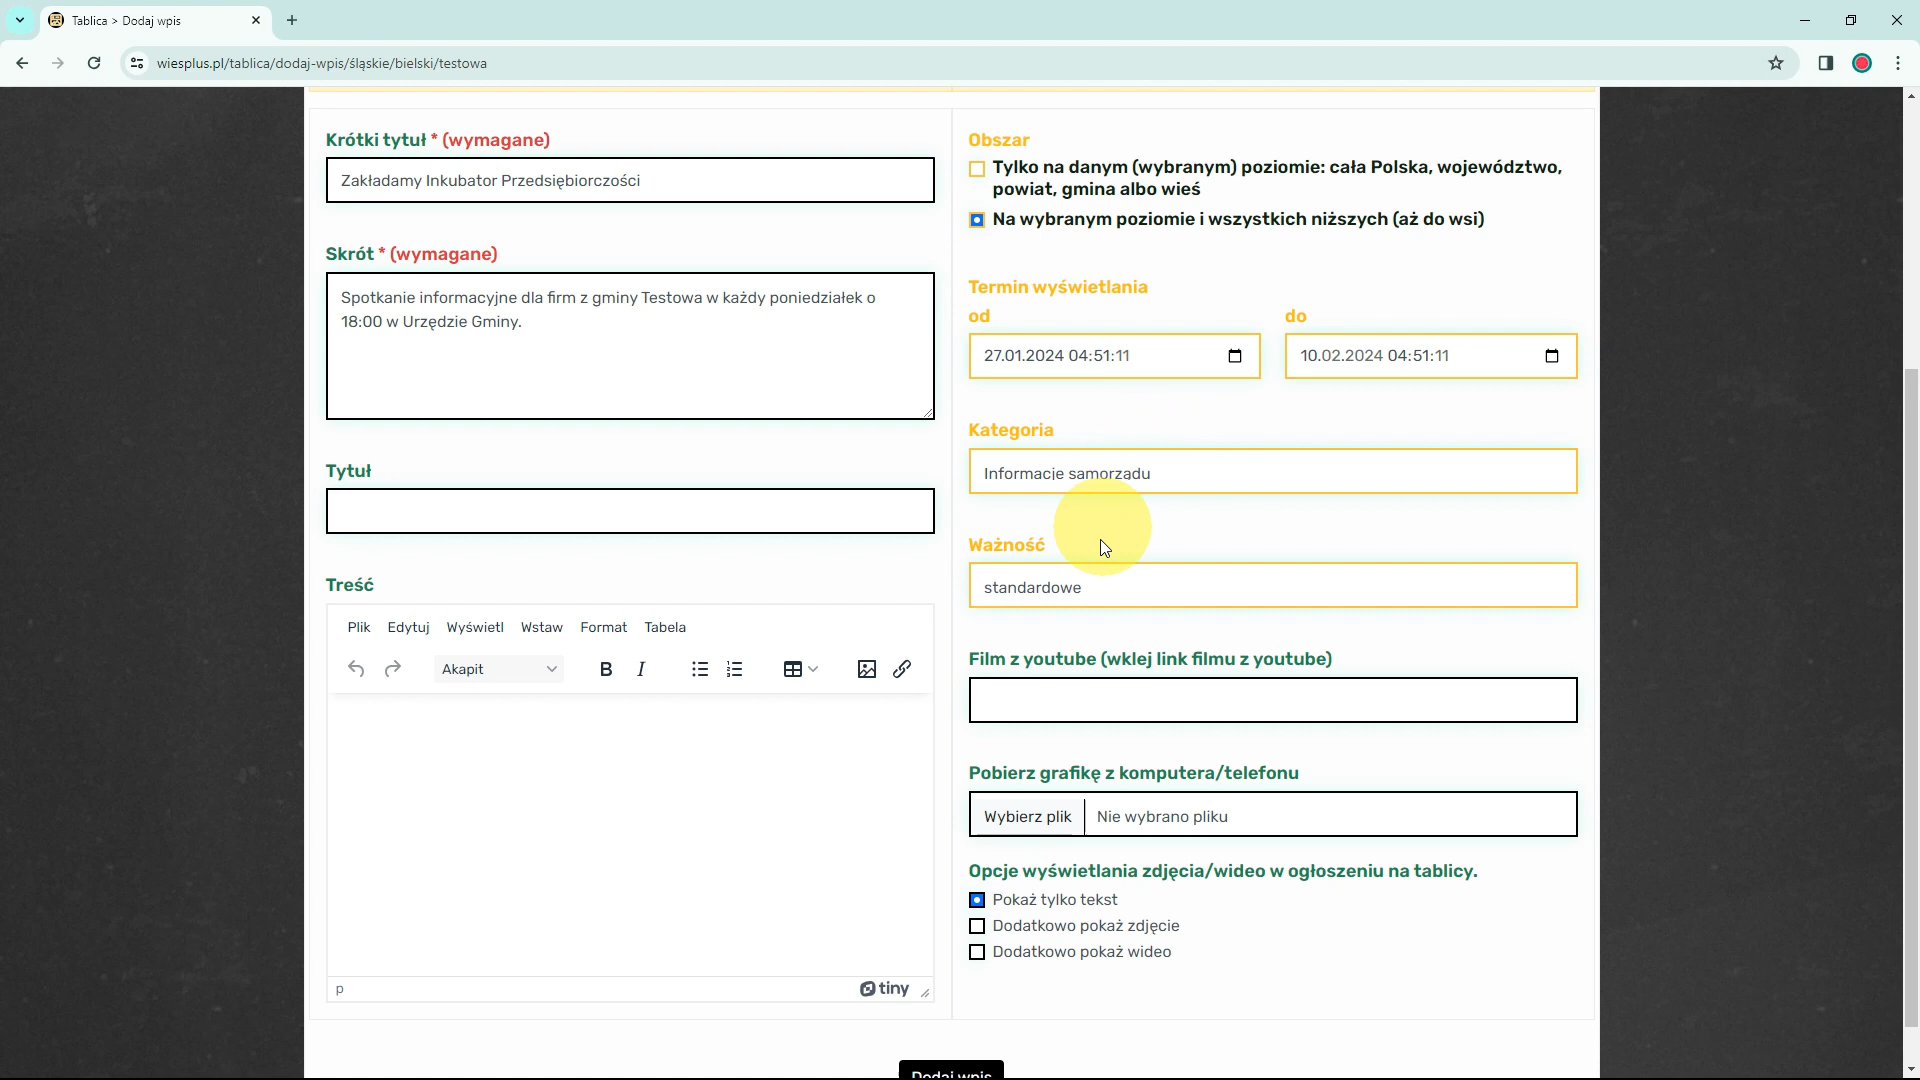 Tablica > Dodaj wpis
wiesplus.pl/tablica/dodaj-wpis/śląskie/bielski/testowa
Krótki tytuł * (wymagane)
Zakładamy Inkubator Przedsiębiorczości
Skrót * (wymagane)
Spotkanie informacyjne dla firm z gminy Testowa w każdy poniedziałek o
18:00 w Urzędzie Gminy.
Tytuł
Treść
Plik Edytuj Wyświetl Wstaw Format Tabela
Akapit B I
p
tiny
Obszar
Tylko na danym (wybranym) poziomie: cała Polska, województwo,
powiat, gmina albo wieś
Na wybranym poziomie i wszystkich niższych (aż do wsi)
Termin wyświetlania
od do
27.01.2024 04:51:11 10.02.2024 04:51:11
Kategoria
Informacje samorządu
Ważność
standardowe
Film z youtube (wklej link filmu z youtube)
Pobierz grafikę z komputera/telefonu
Wybierz plik Nie wybrano pliku
Opcje wyświetlania zdjęcia/wideo w ogłoszeniu na tablicy.
Pokaż tylko tekst
Dodatkowo pokaż zdjęcie
Dodatkowo pokaż wideo
Dodaj wpis